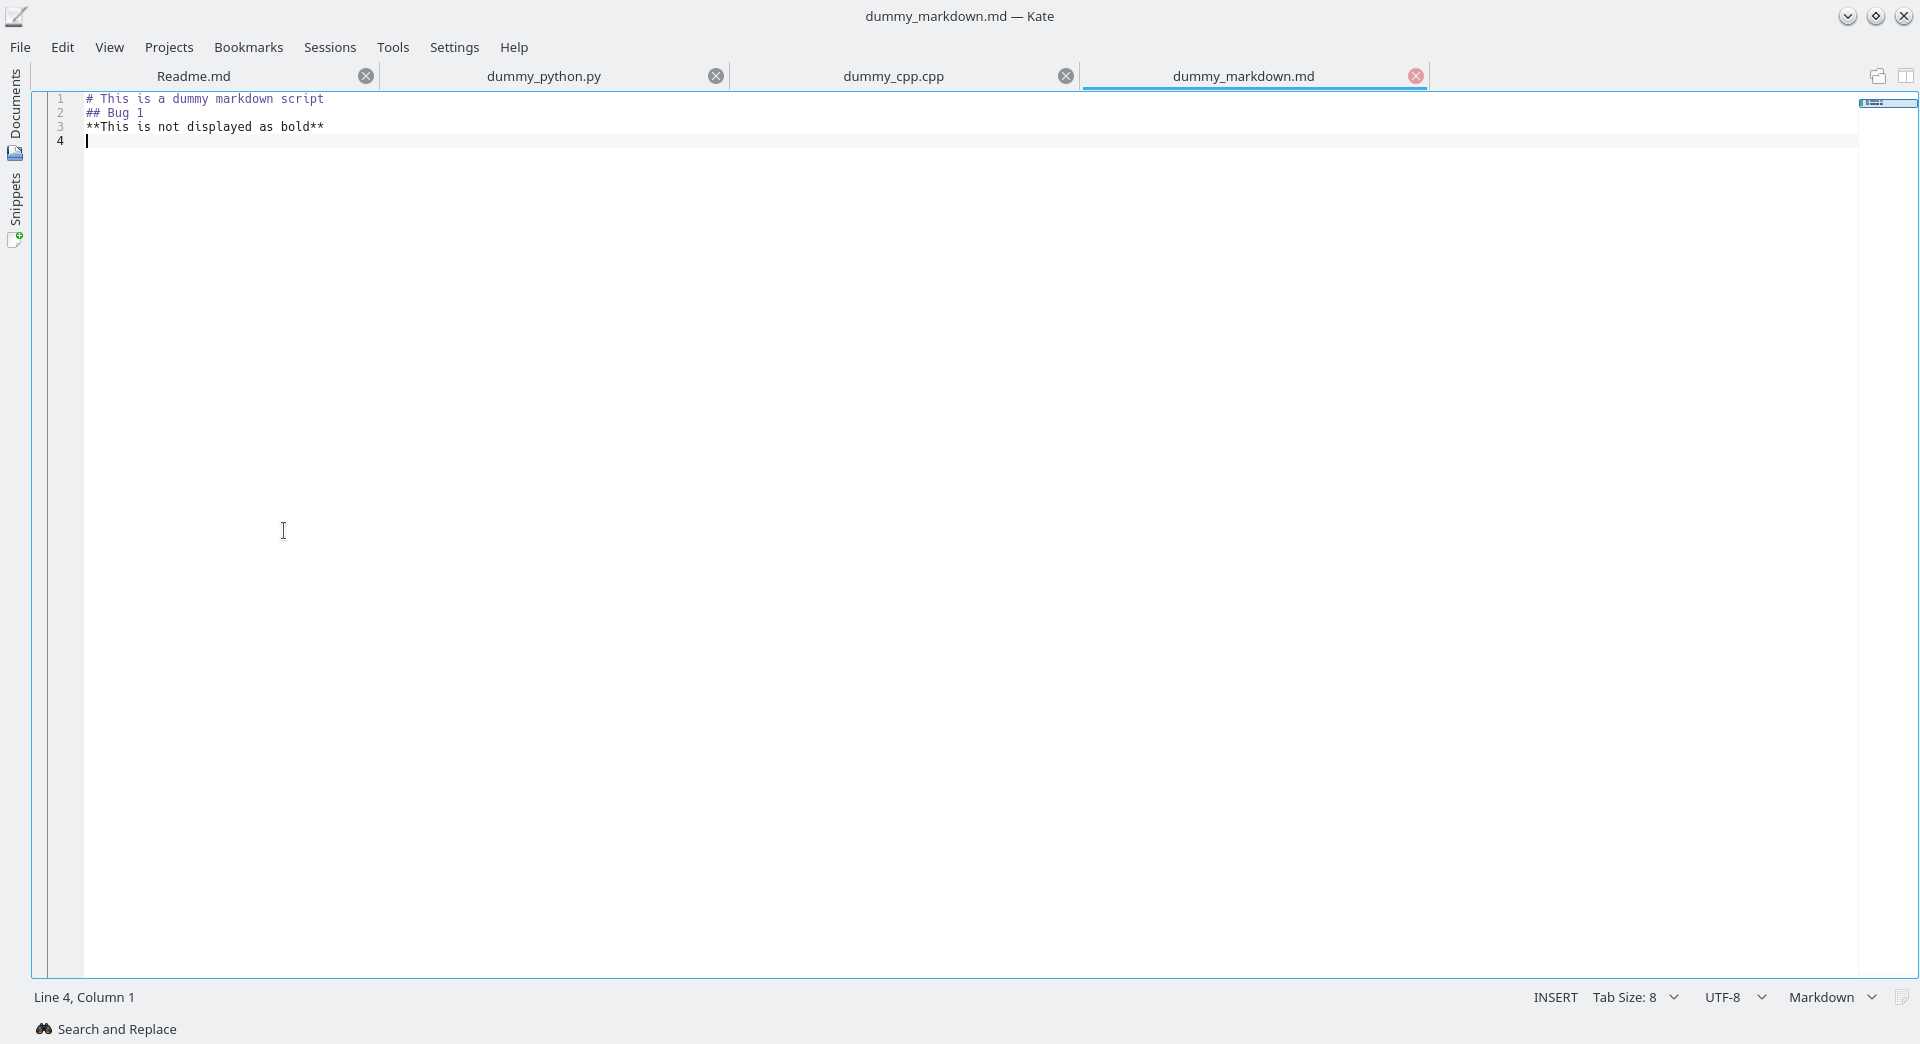 dummy_markdown.md — Kate
File Edit View Projects Bookmarks Sessions Tools Settings Help
Readme.md dummy_python.py dummy_cpp.cpp dummy_markdown.md
Documents
Snippets
1 # This is a dummy markdown script
2 ## Bug 1
3 **This is not displayed as bold**
4
Line 4, Column 1 INSERT Tab Size: 8 UTF-8 Markdown
Search and Replace